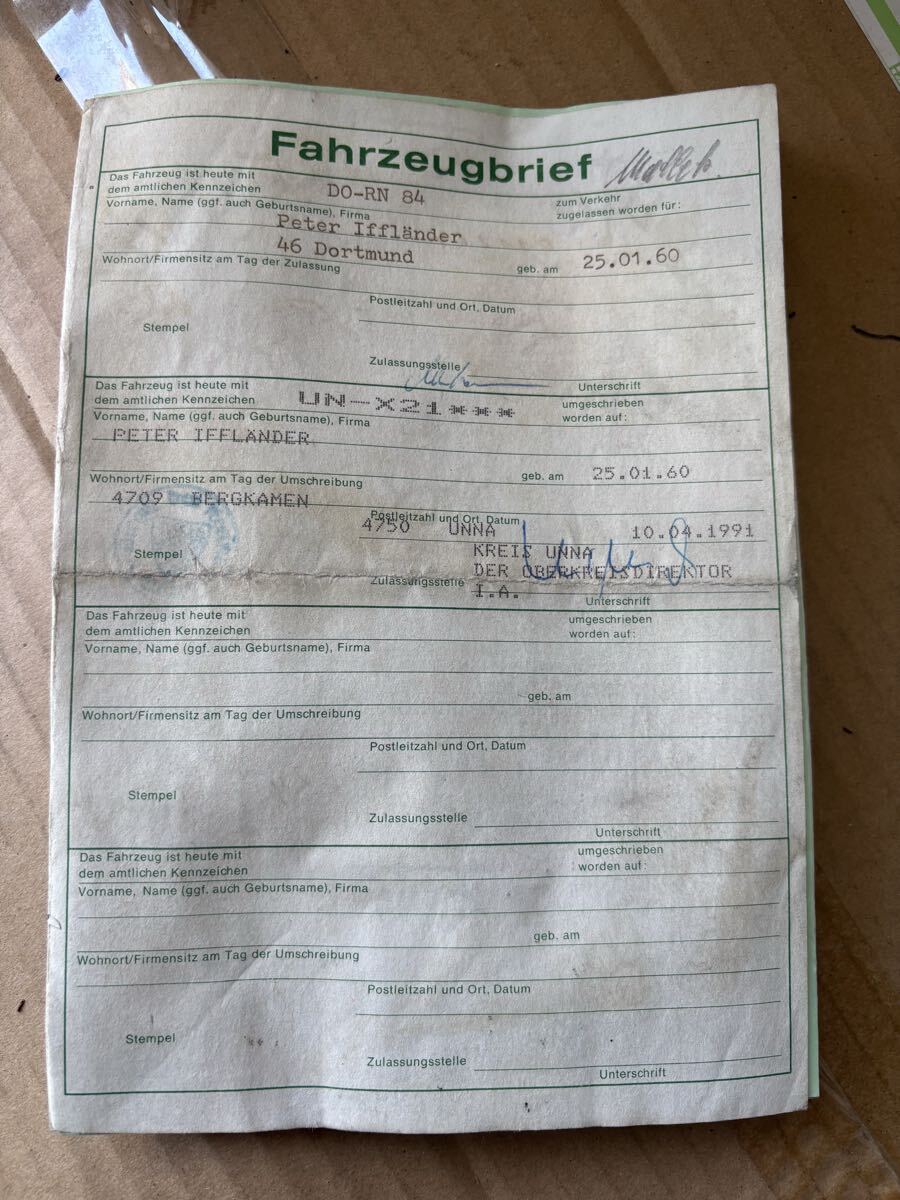 Fahrzeugbrief
Das Fahrzeug ist heute mit
dem amtlichen Kennzeichen DO-RN 84 zum Verkehr
zugelassen worden für:
Vorname, Name (ggf. auch Geburtsname), Firma
Peter Iffländer
46 Dortmund
Wohnort/Firmensitz am Tag der Zulassung geb. am 25.01.60
Postleitzahl und Ort, Datum
Stempel
Zulassungsstelle
Unterschrift
Das Fahrzeug ist heute mit
dem amtlichen Kennzeichen UN-X21*** umgeschrieben
worden auf:
Vorname, Name (ggf. auch Geburtsname), Firma
PETER IFFLÄNDER
geb. am 25.01.60
Wohnort/Firmensitz am Tag der Umschreibung
4709 BERGKAMEN
Postleitzahl und Ort, Datum
4750 UNNA 10.04.1991
Stempel
KREIS UNNA
DER OBERKREISDIREKTOR
Zulassungsstelle
I.A.
Unterschrift
Das Fahrzeug ist heute mit
dem amtlichen Kennzeichen
umgeschrieben
worden auf:
Vorname, Name (ggf. auch Geburtsname), Firma
geb. am
Wohnort/Firmensitz am Tag der Umschreibung
Postleitzahl und Ort, Datum
Stempel
Zulassungsstelle
Unterschrift
Das Fahrzeug ist heute mit
dem amtlichen Kennzeichen
umgeschrieben
worden auf:
Vorname, Name (ggf. auch Geburtsname), Firma
geb. am
Wohnort/Firmensitz am Tag der Umschreibung
Postleitzahl und Ort, Datum
Stempel
Zulassungsstelle
Unterschrift